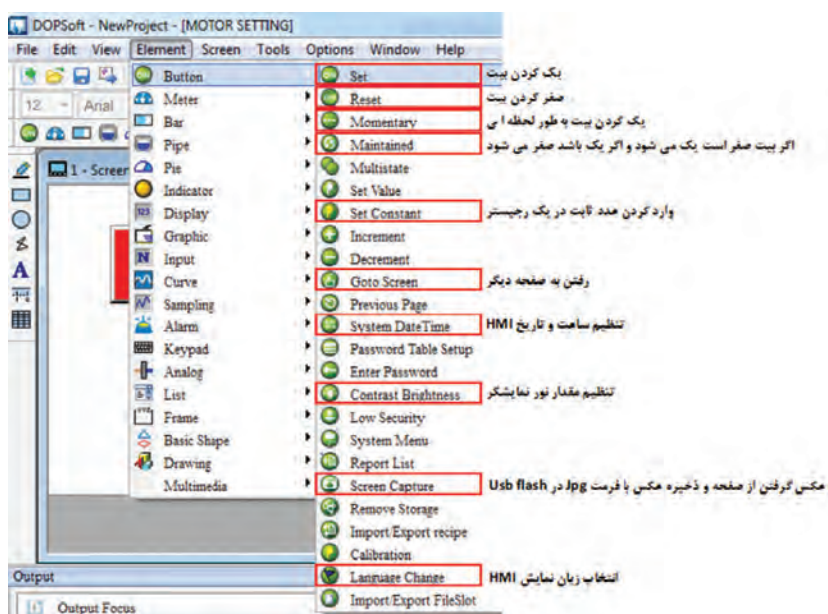 DOPSoft - NewProject - [MOTOR SETTING]
File Edit View Element Screen Tools Options Window Help
12 Arial
1 - Screen
Button
Meter
Bar
Pipe
Pie
Indicator
Display
Graphic
Input
Curve
Sampling
Alarm
Keypad
Analog
List
Frame
Basic Shape
Drawing
Multimedia
Set یک کردن بیت
Reset صفر کردن بیت
Momentary یک کردن بیت به طور لحظه ا ی
Maintained اگر بیت صفر است یک می شود و اگر یک باشد صفر می شود
Multistate
Set Value
Set Constant وارد کردن عدد ثابت در یک رجیستر
Increment
Decrement
Goto Screen رفتن به صفحه دیگر
Previous Page
System DateTime تنظیم ساعت و تاریخ HMI
Password Table Setup
Enter Password
Contrast Brightness تنظیم مقدار نور نمایشگر
Low Security
System Menu
Report List
Screen Capture عکس گرفتن از صفحه و ذخیره عکس با فرمت Jpg در Usb flash
Remove Storage
Import/Export recipe
Calibration
Language Change انتخاب زبان نمایش HMI
Import/Export FileSlot
Output
Output Focus